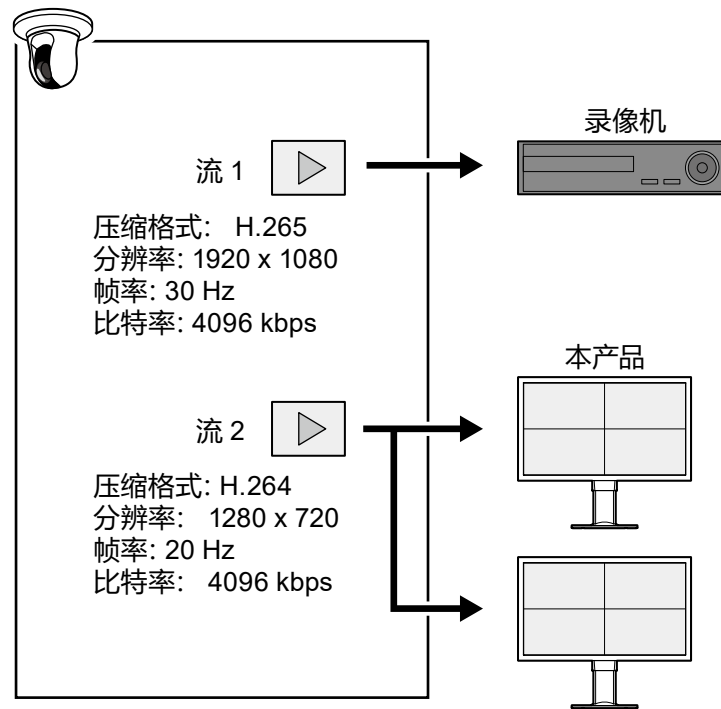 录像机
流 1
压缩格式: H.265
分辨率: 1920 x 1080
帧率: 30 Hz
比特率: 4096 kbps
本产品
流 2
压缩格式: H.264
分辨率: 1280 x 720
帧率: 20 Hz
比特率: 4096 kbps